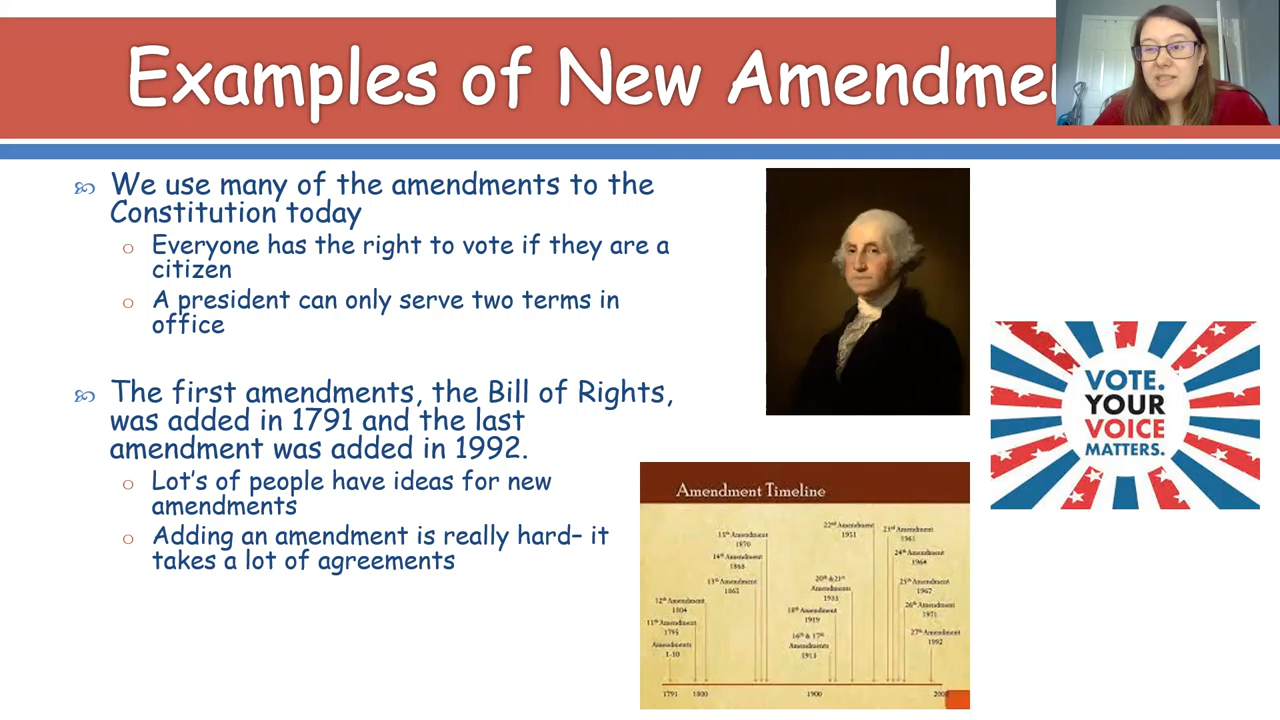 Examples of New Amendme
We use many of the amendments to the
Constitution today
Everyone has the right to vote if they are a
citizen
A president can only serve two terms in
office
The first amendments, the Bill of Rights,
was added in 1791 and the last
amendment was added in 1992.
Lot's of people have ideas for new
amendments
Adding an amendment is really hard– it
takes a lot of agreements
VOTE.
YOUR
VOICE
MATTERS.
Amendment Timeline
22nd Amendment
1951
23rd Amendment
1961
15th Amendment
1870
24th Amendment
1964
14th Amendment
1868
20th & 21st
Amendments
1933
25th Amendment
1967
13th Amendment
1865
12th Amendment
1804
18th Amendment
1919
26th Amendment
1971
11th Amendment
1795
16th & 17th
Amendments
1913
27th Amendment
1992
Amendments
1-10
1791
1800
1900
200